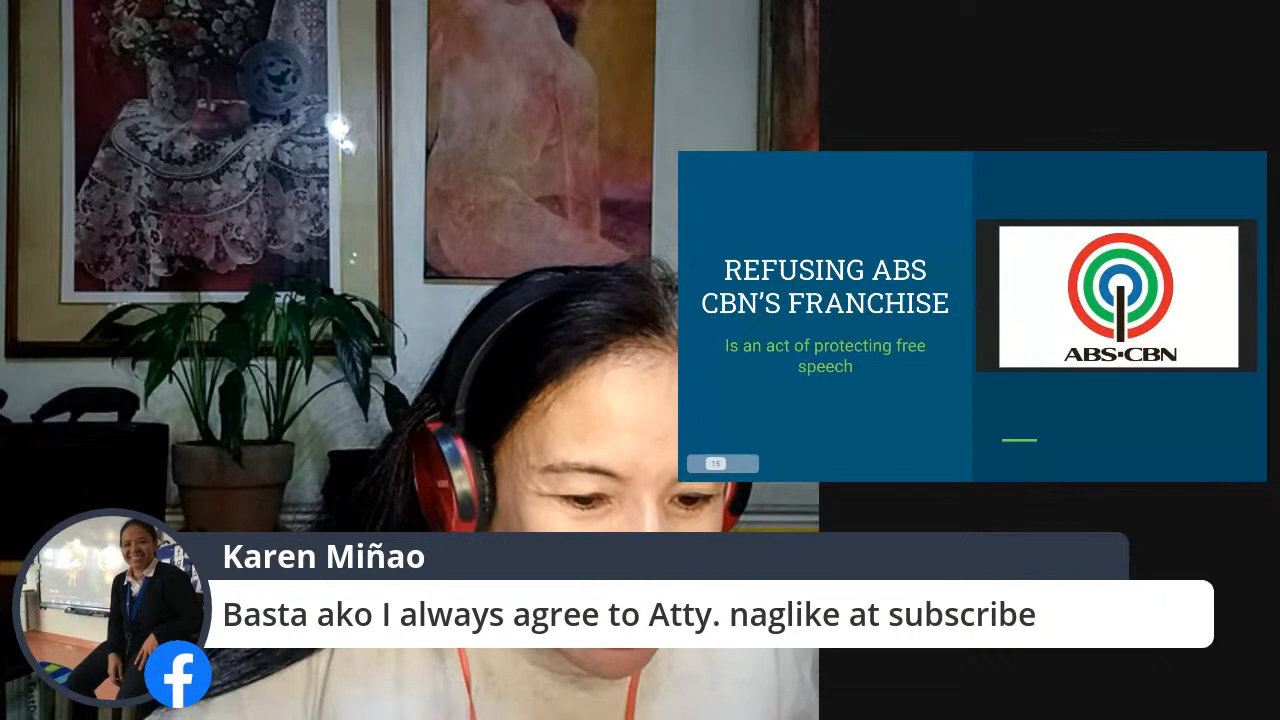 REFUSING ABS
CBN'S FRANCHISE
Is an act of protecting free
speech
ABS-CBN
15
Karen Miñao
Basta ako I always agree to Atty. naglike at subscribe